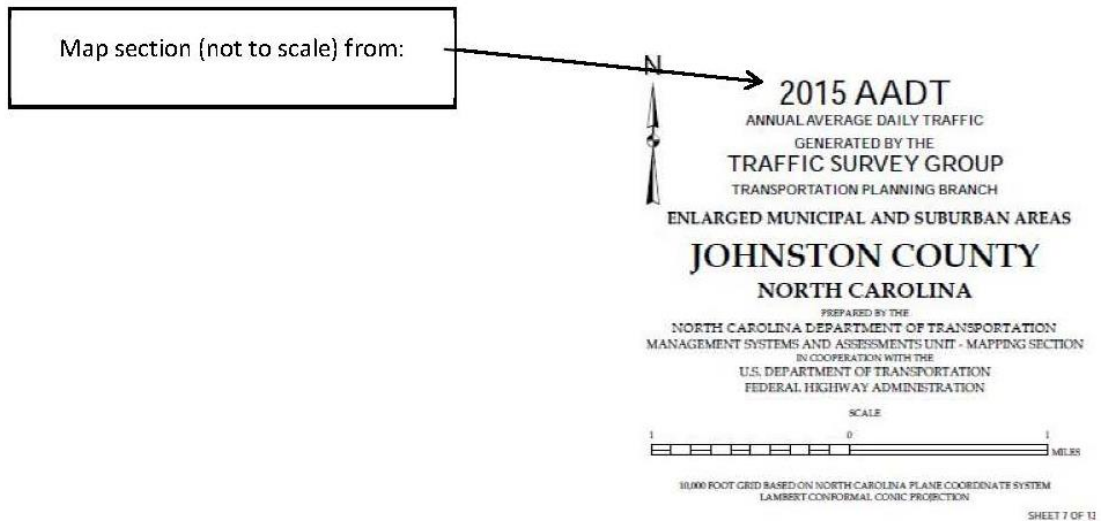 Map section (not to scale) from:
N
2015 AADT
ANNUAL AVERAGE DAILY TRAFFIC
GENERATED BY THE
TRAFFIC SURVEY GROUP
TRANSPORTATION PLANNING BRANCH
ENLARGED MUNICIPAL AND SUBURBAN AREAS
JOHNSTON COUNTY
NORTH CAROLINA
PREPARED BY THE
NORTH CAROLINA DEPARTMENT OF TRANSPORTATION
MANAGEMENT SYSTEMS AND ASSESSMENTS UNIT - MAPPING SECTION
IN COOPERATION WITH THE
U.S. DEPARTMENT OF TRANSPORTATION
FEDERAL HIGHWAY ADMINISTRATION
SCALE
1 0 1
MILES
10,000 FOOT GRID BASED ON NORTH CAROLINA PLANE COORDINATE SYSTEM
LAMBERT CONFORMAL CONIC PROJECTION
SHEET 7 OF 13